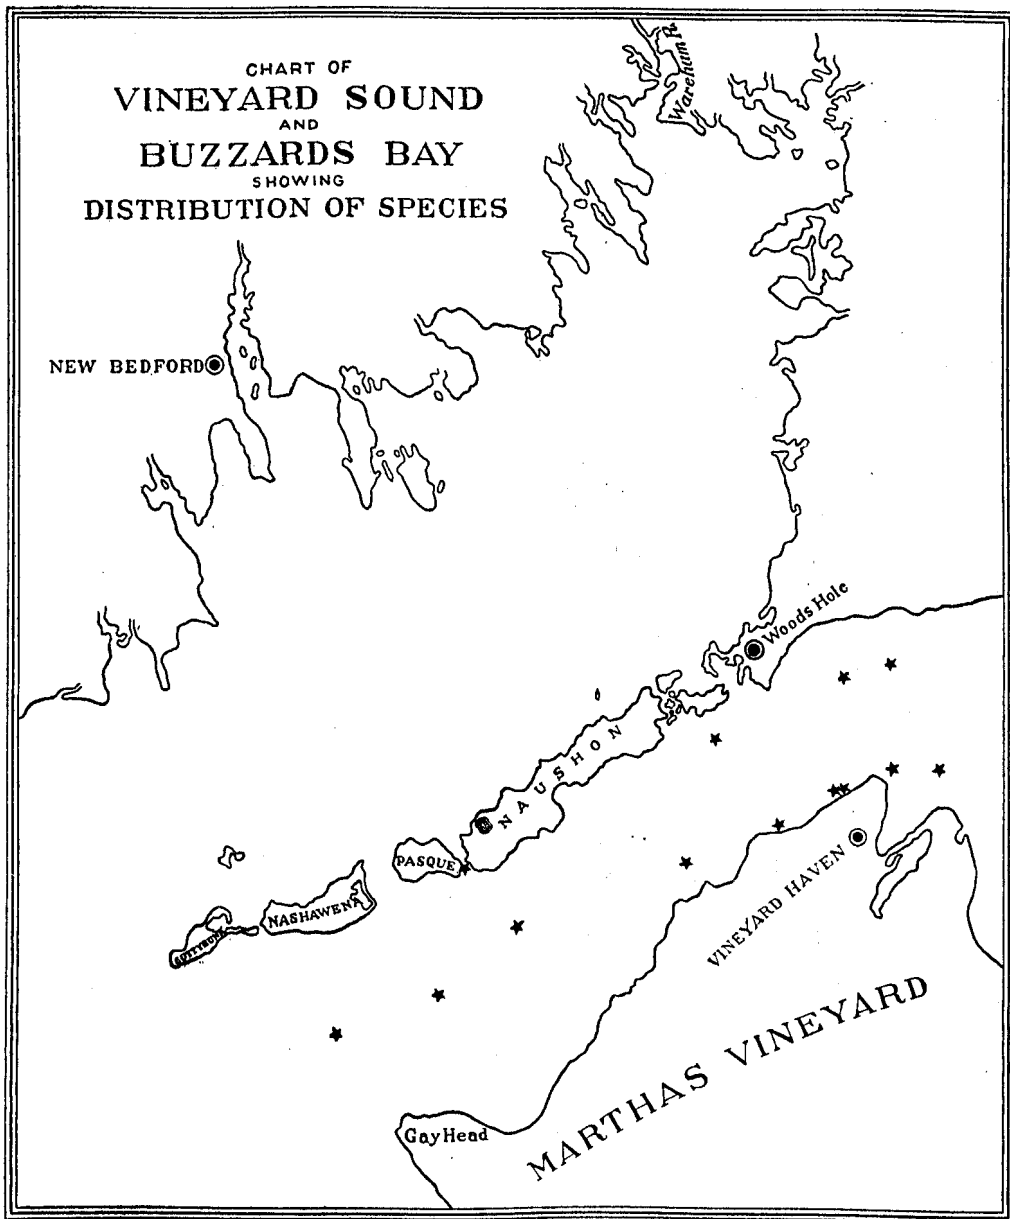 CHART OF
VINEYARD SOUND
AND
BUZZARDS BAY
SHOWING
DISTRIBUTION OF SPECIES
Wareham R.
NEW BEDFORD
Woods Hole
NAUSHON
PASQUE
NASHAWENA
CUTTYHUNK
VINEYARD HAVEN
MARTHAS VINEYARD
Gay Head